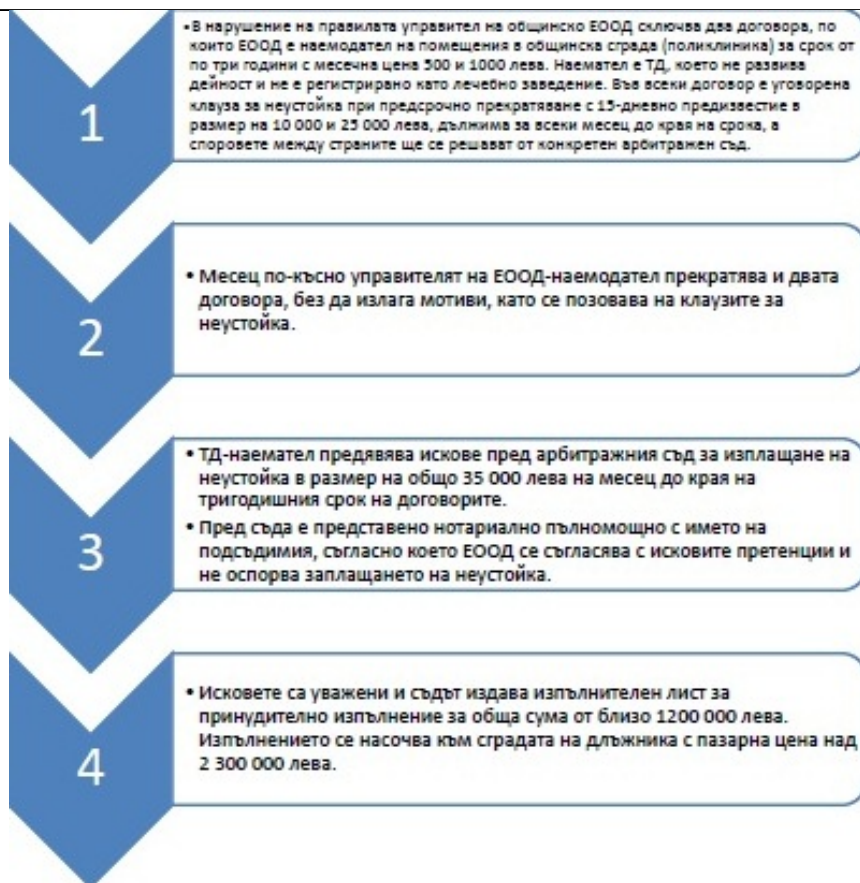 1
•В нарушение на правилата управител на общинско ЕООД сключва два договора, по
които ЕООД е наемодател на помещения в общинска сграда (поликлиника) за срок от
по три години с месечна цена 500 и 1000 лева. Наемател е ТД, което не развива
дейност и не е регистрирано като лечебно заведение. Във всеки договор е уговорена
клауза за неустойка при предсрочно прекратяване с 15-дневно предизвестие в
размер на 10 000 и 25 000 лева, дължима за всеки месец до края на срока, а
споровете между страните ще се решават от конкретен арбитражен съд.
2
• Месец по-късно управителят на ЕООД-наемодател прекратява и двата
договора, без да излага мотиви, като се позовава на клаузите за
неустойка.
3
• ТД-наемател предявява искове пред арбитражния съд за изплащане на
неустойка в размер на общо 35 000 лева на месец до края на
тригодишния срок на договорите.
• Пред съда е представено нотариално пълномощно с името на
подсъдимия, съгласно което ЕООД се съгласява с исковите претенции и
не оспорва заплащането на неустойка.
4
• Исковете са уважени и съдът издава изпълнителен лист за
принудително изпълнение за обща сума от близо 1200 000 лева.
Изпълнението се насочва към сградата на длъжника с пазарна цена над
2 300 000 лева.